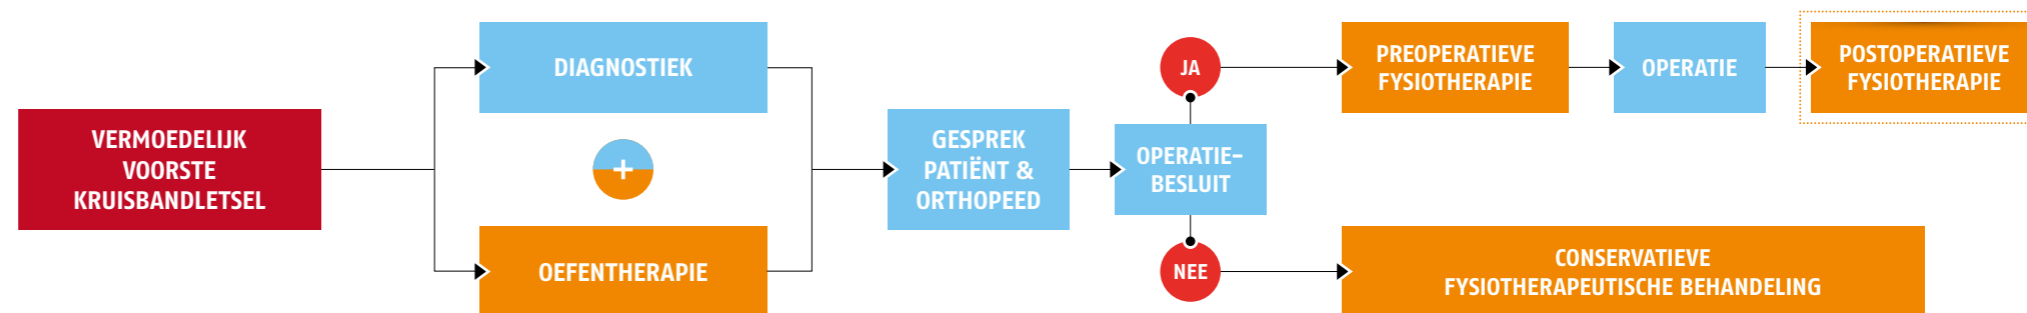 VERMOEDELIJK
VOORSTE
KRUISBANDLETSEL
DIAGNOSTIEK
+
OEFENTHERAPIE
GESPREK
PATIËNT &
ORTHOPEED
OPERATIE-
BESLUIT
JA
PREOPERATIEVE
FYSIOTHERAPIE
OPERATIE
POSTOPERATIEVE
FYSIOTHERAPIE
NEE
CONSERVATIEVE
FYSIOTHERAPEUTISCHE BEHANDELING